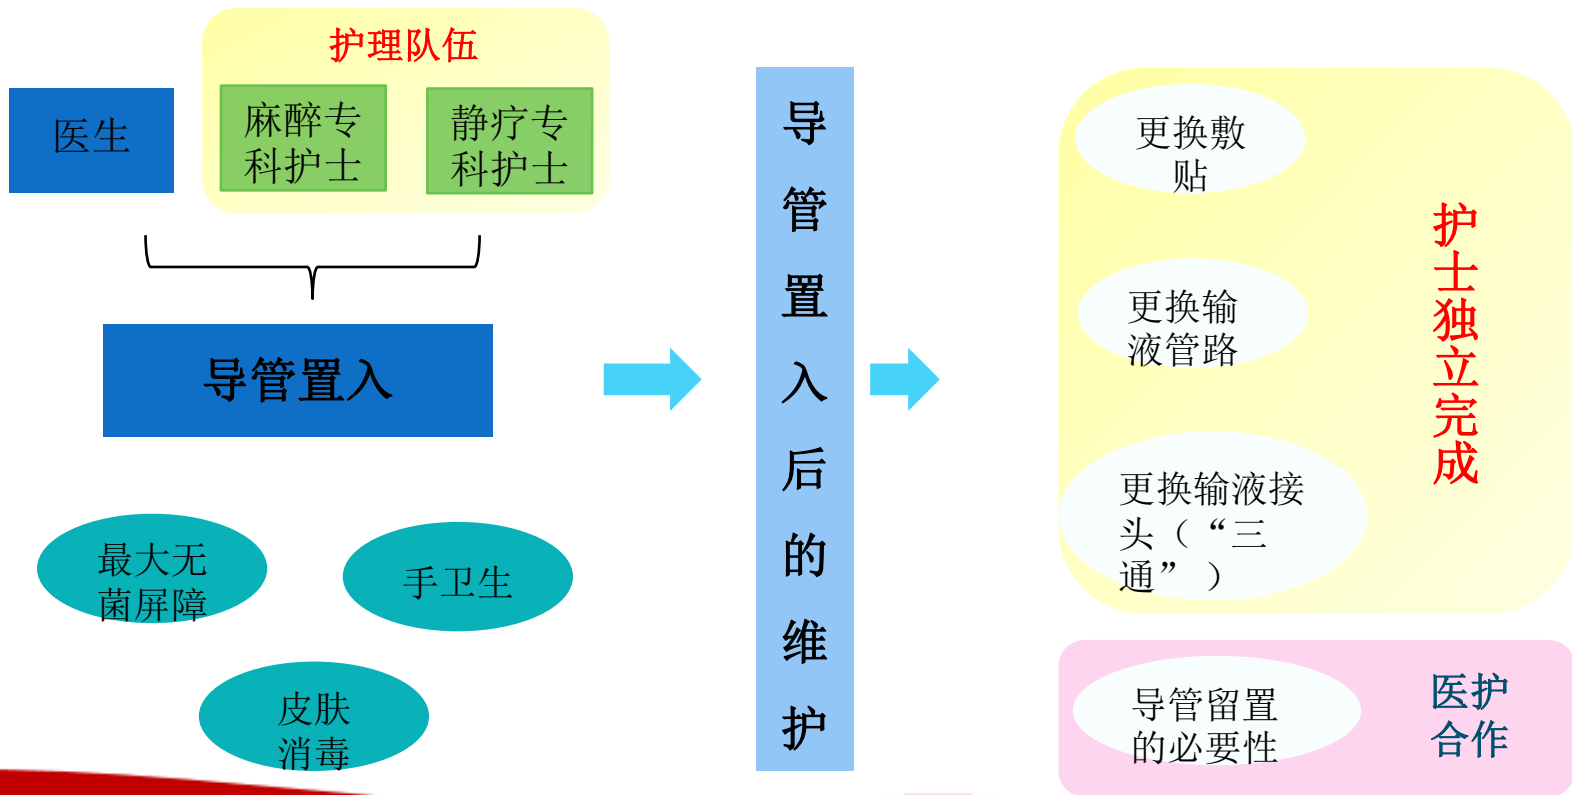 护理队伍
医生
麻醉专
科护士
静疗专
科护士
导管置入
最大无
菌屏障
手卫生
皮肤
消毒
导管置入后的维护
更换敷
贴
更换输
液管路
更换输液接
头（“三
通”）
护士独立完成
导管留置
的必要性
医护
合作